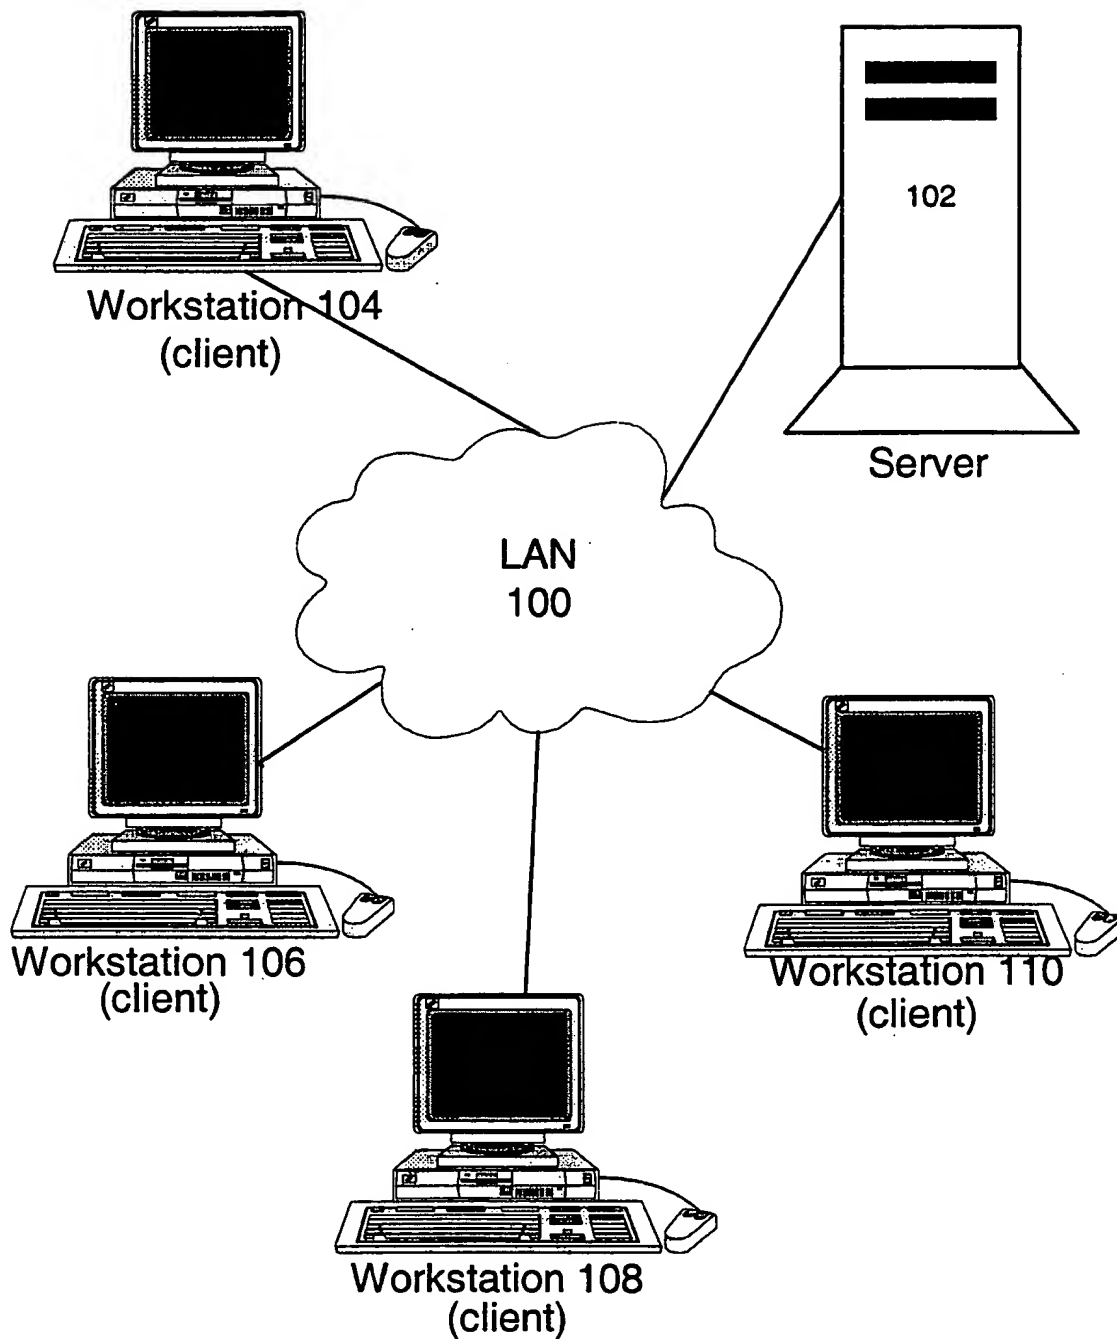 102
Workstation 104
(client)
Server
LAN
100
Workstation 106
(client)
Workstation 110
(client)
Workstation 108
(client)